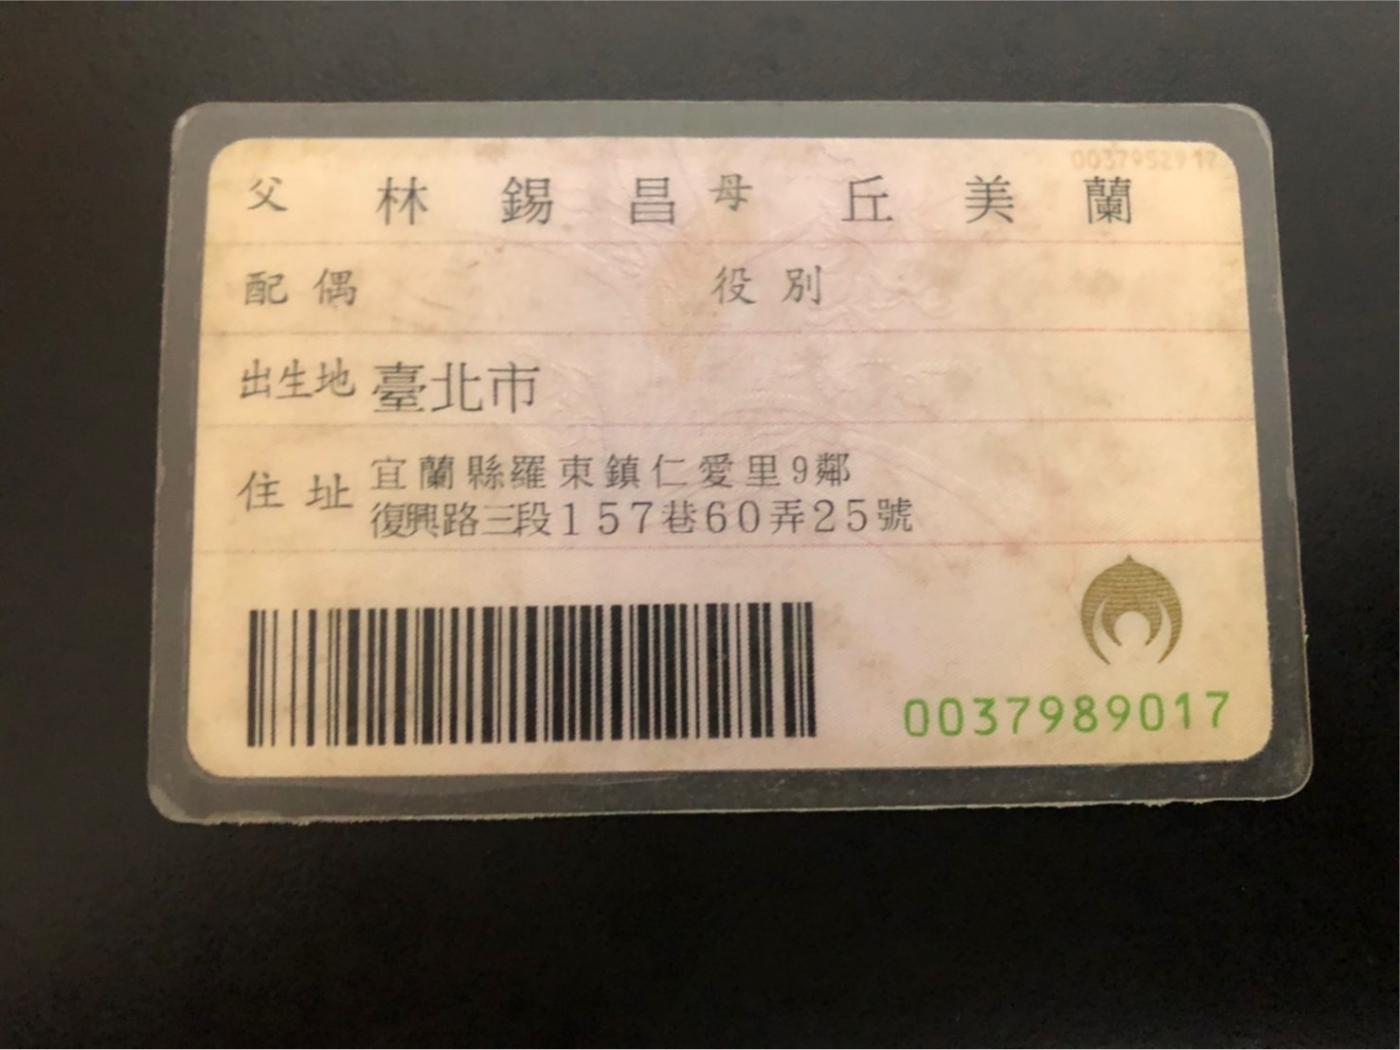 003795291​7
父 林錫昌 母 丘美蘭
配偶 役別
出生地 臺北市
住址 宜蘭縣羅東鎮仁愛里9鄰
復興路三段157巷60弄25號
0037989017